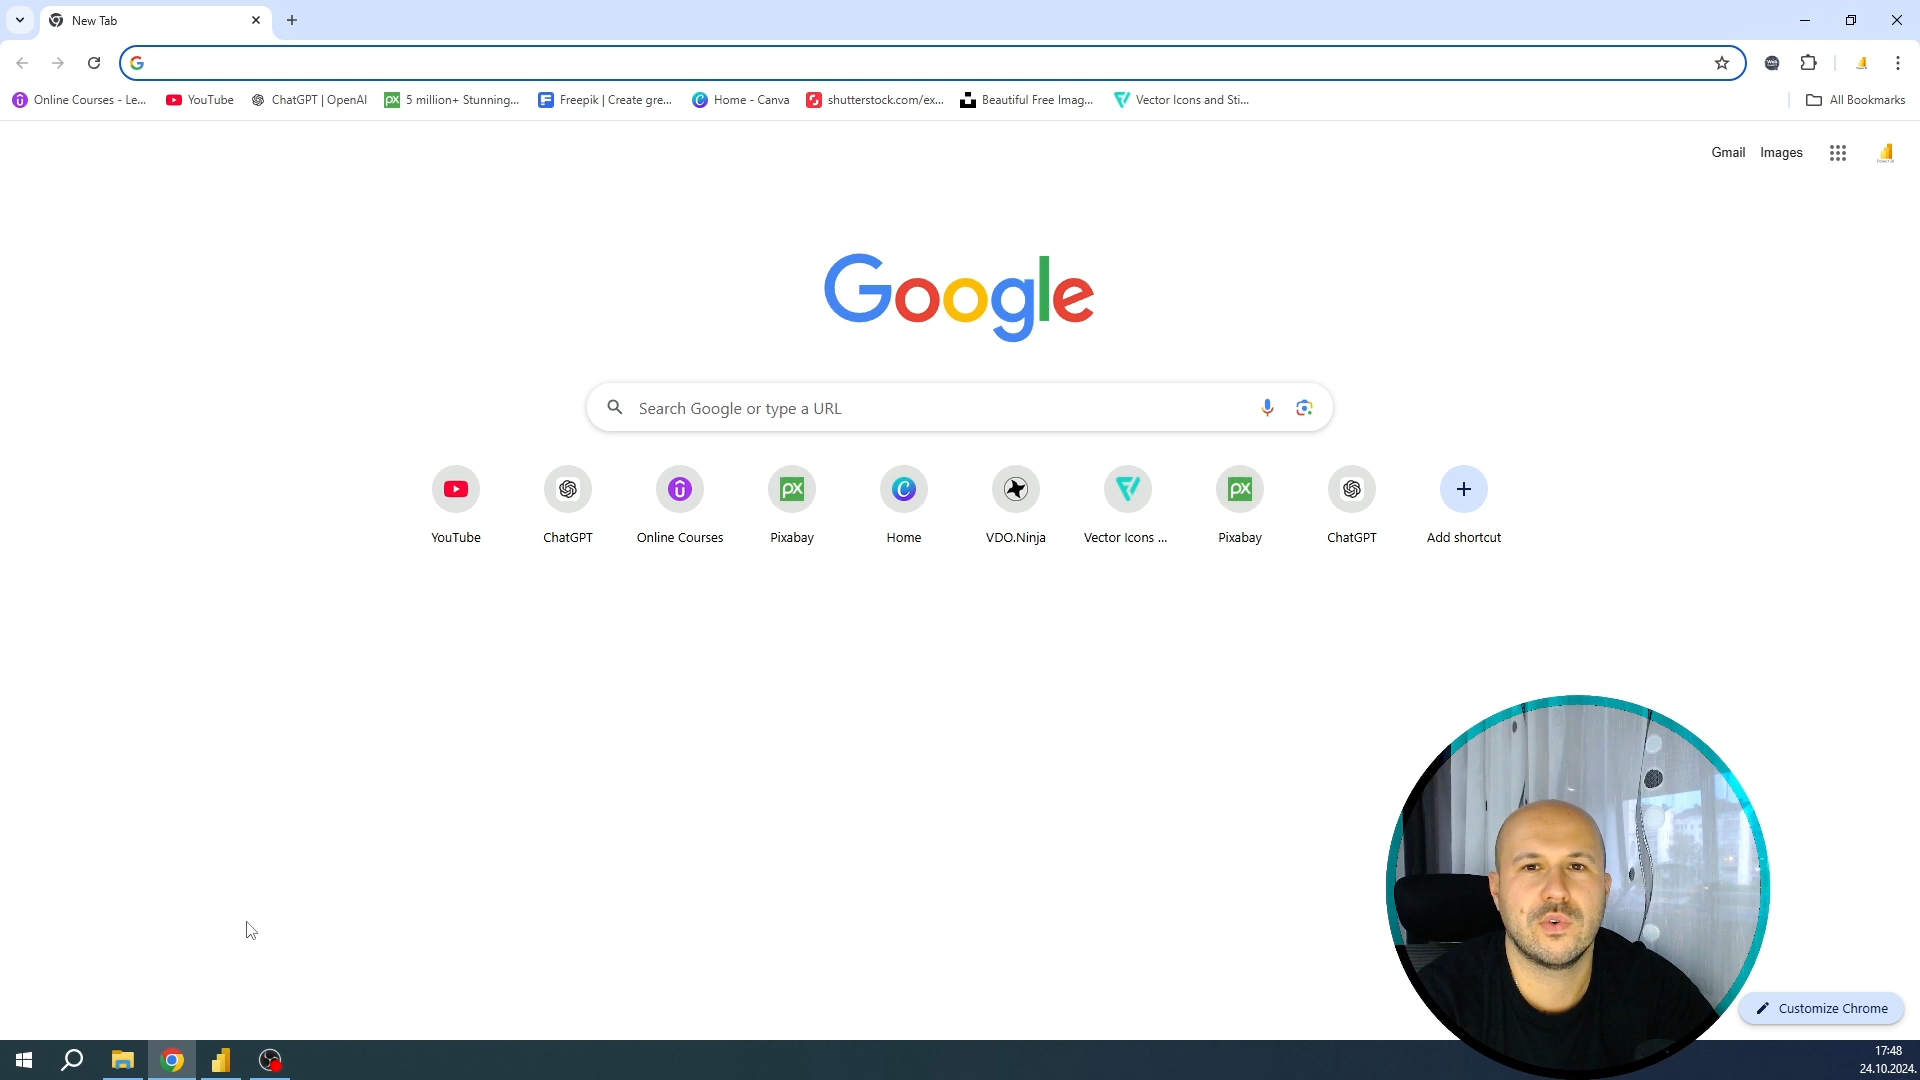 New Tab
Online Courses - Le...
YouTube
ChatGPT | OpenAI
px
5 million+ Stunning...
Freepik | Create gre...
Home - Canva
shutterstock.com/ex...
Beautiful Free Imag...
Vector Icons and Sti...
All Bookmarks
Gmail
Images
Google
Search Google or type a URL
px
px
YouTube
ChatGPT
Online Courses
Pixabay
Home
VDO.Ninja
Vector Icons ...
Pixabay
ChatGPT
Add shortcut
Customize Chrome
17:48
24.10.2024.